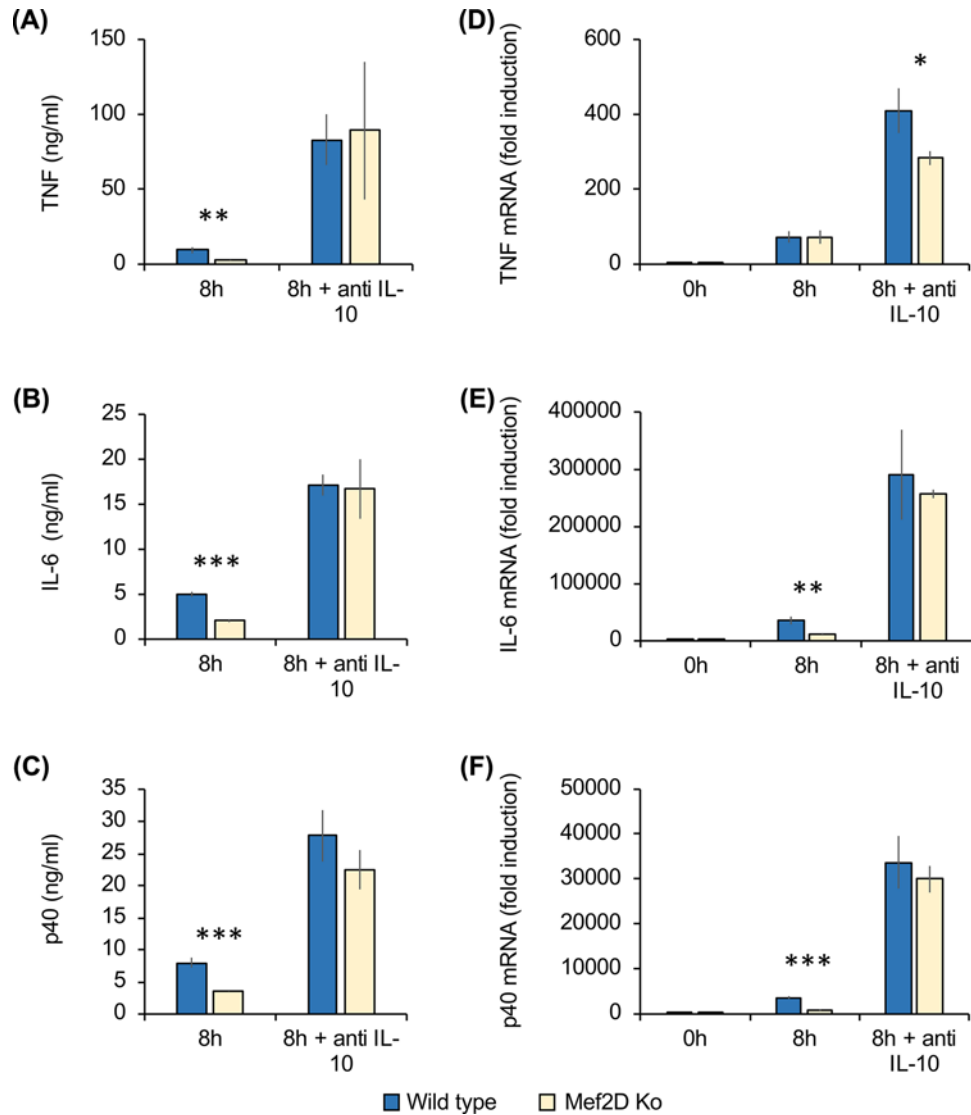 (A)
150
100
50
0
TNF (ng/ml)
**
8h
8h + anti IL-
10
(D)
600
400
200
0
TNF mRNA (fold induction)
*
0h
8h
8h + anti
IL-10
(B)
25
20
15
10
5
0
IL-6 (ng/ml)
***
8h
8h + anti IL-
10
(E)
400000
300000
200000
100000
0
IL-6 mRNA (fold induction)
**
0h
8h
8h + anti
IL-10
(C)
35
30
25
20
15
10
5
0
p40 (ng/ml)
***
8h
8h + anti IL-
10
(F)
50000
40000
30000
20000
10000
0
p40 mRNA (fold induction)
***
0h
8h
8h + anti
IL-10
Wild type
Mef2D Ko